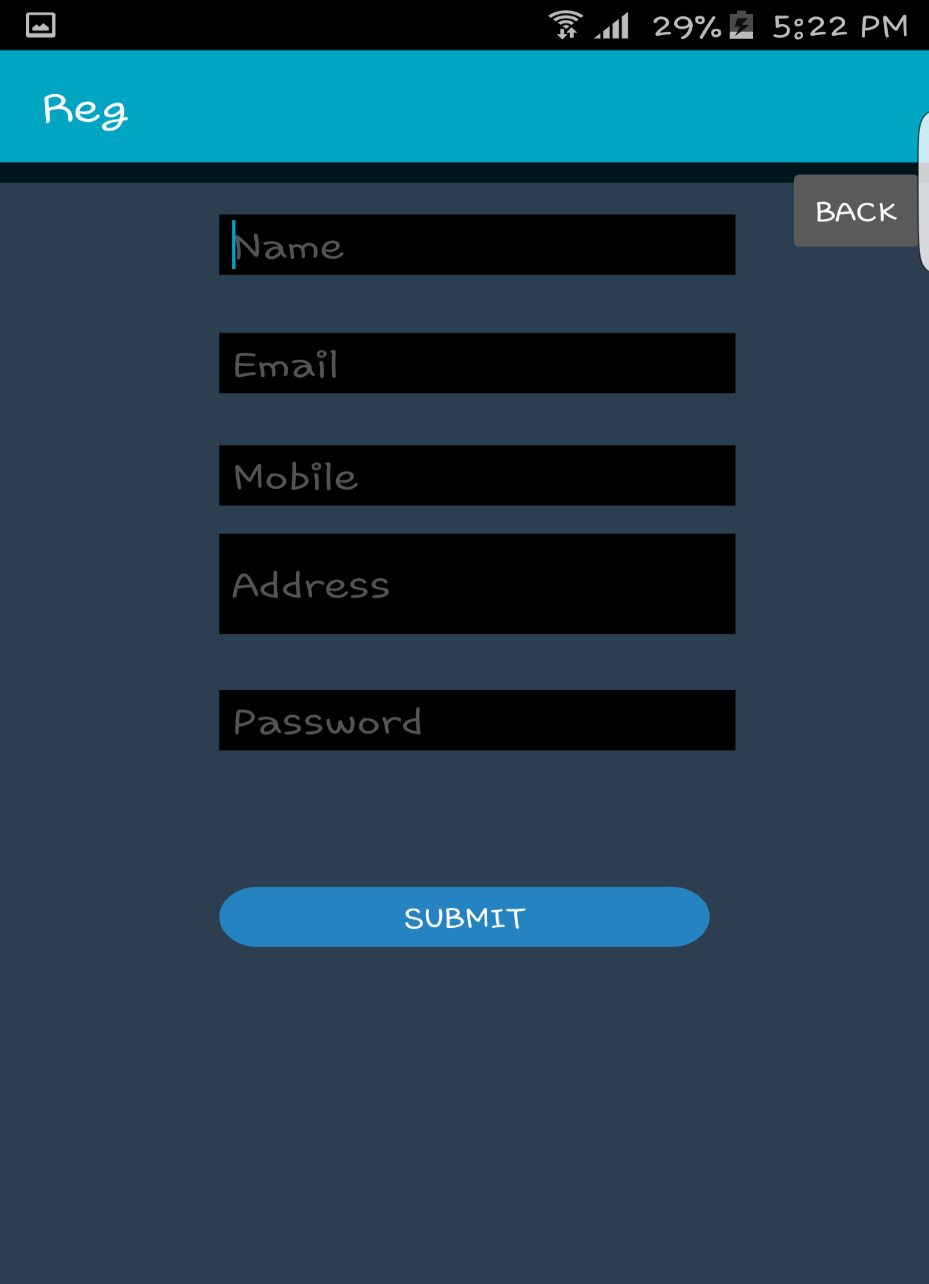 29% 5:22 PM
Reg
BACK
Name
Email
Mobile
Address
Password
SUBMIT